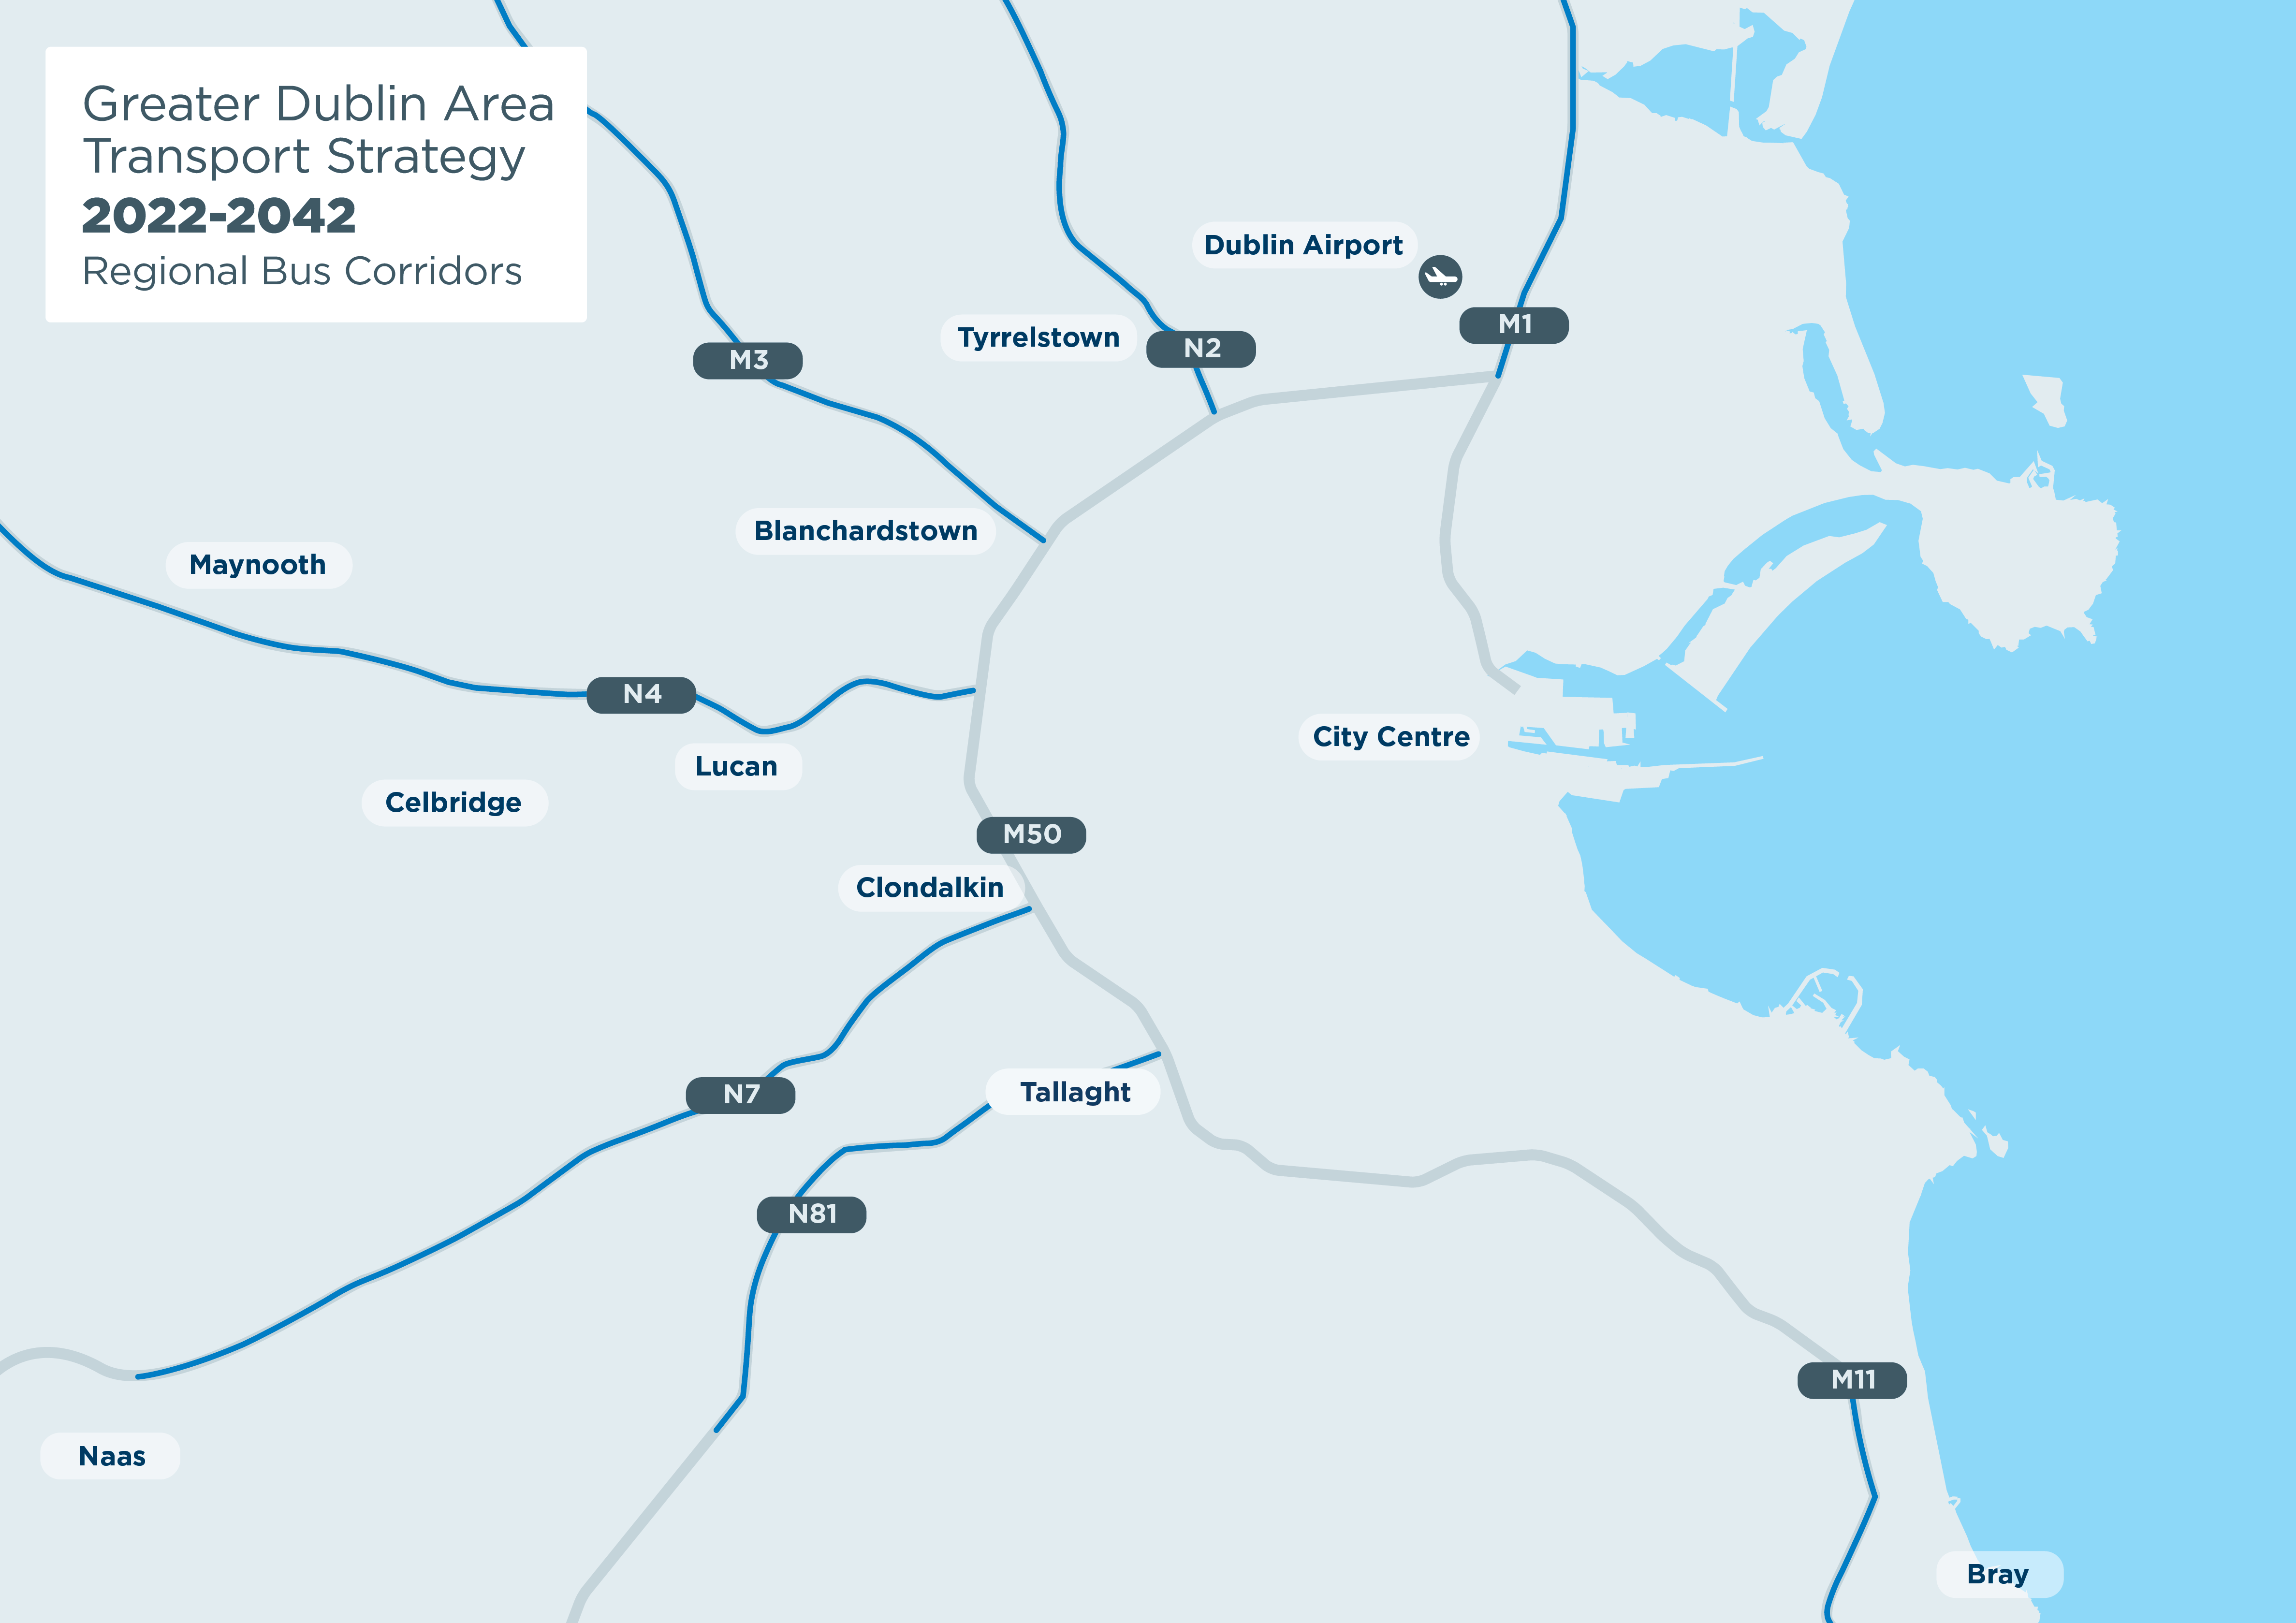 Greater Dublin Area
Transport Strategy
2022-2042
Regional Bus Corridors
Dublin Airport
M1
Tyrrelstown
N2
M3
Blanchardstown
Maynooth
N4
City Centre
Lucan
Celbridge
M50
Clondalkin
N7
Tallaght
N81
M11
Naas
Bray